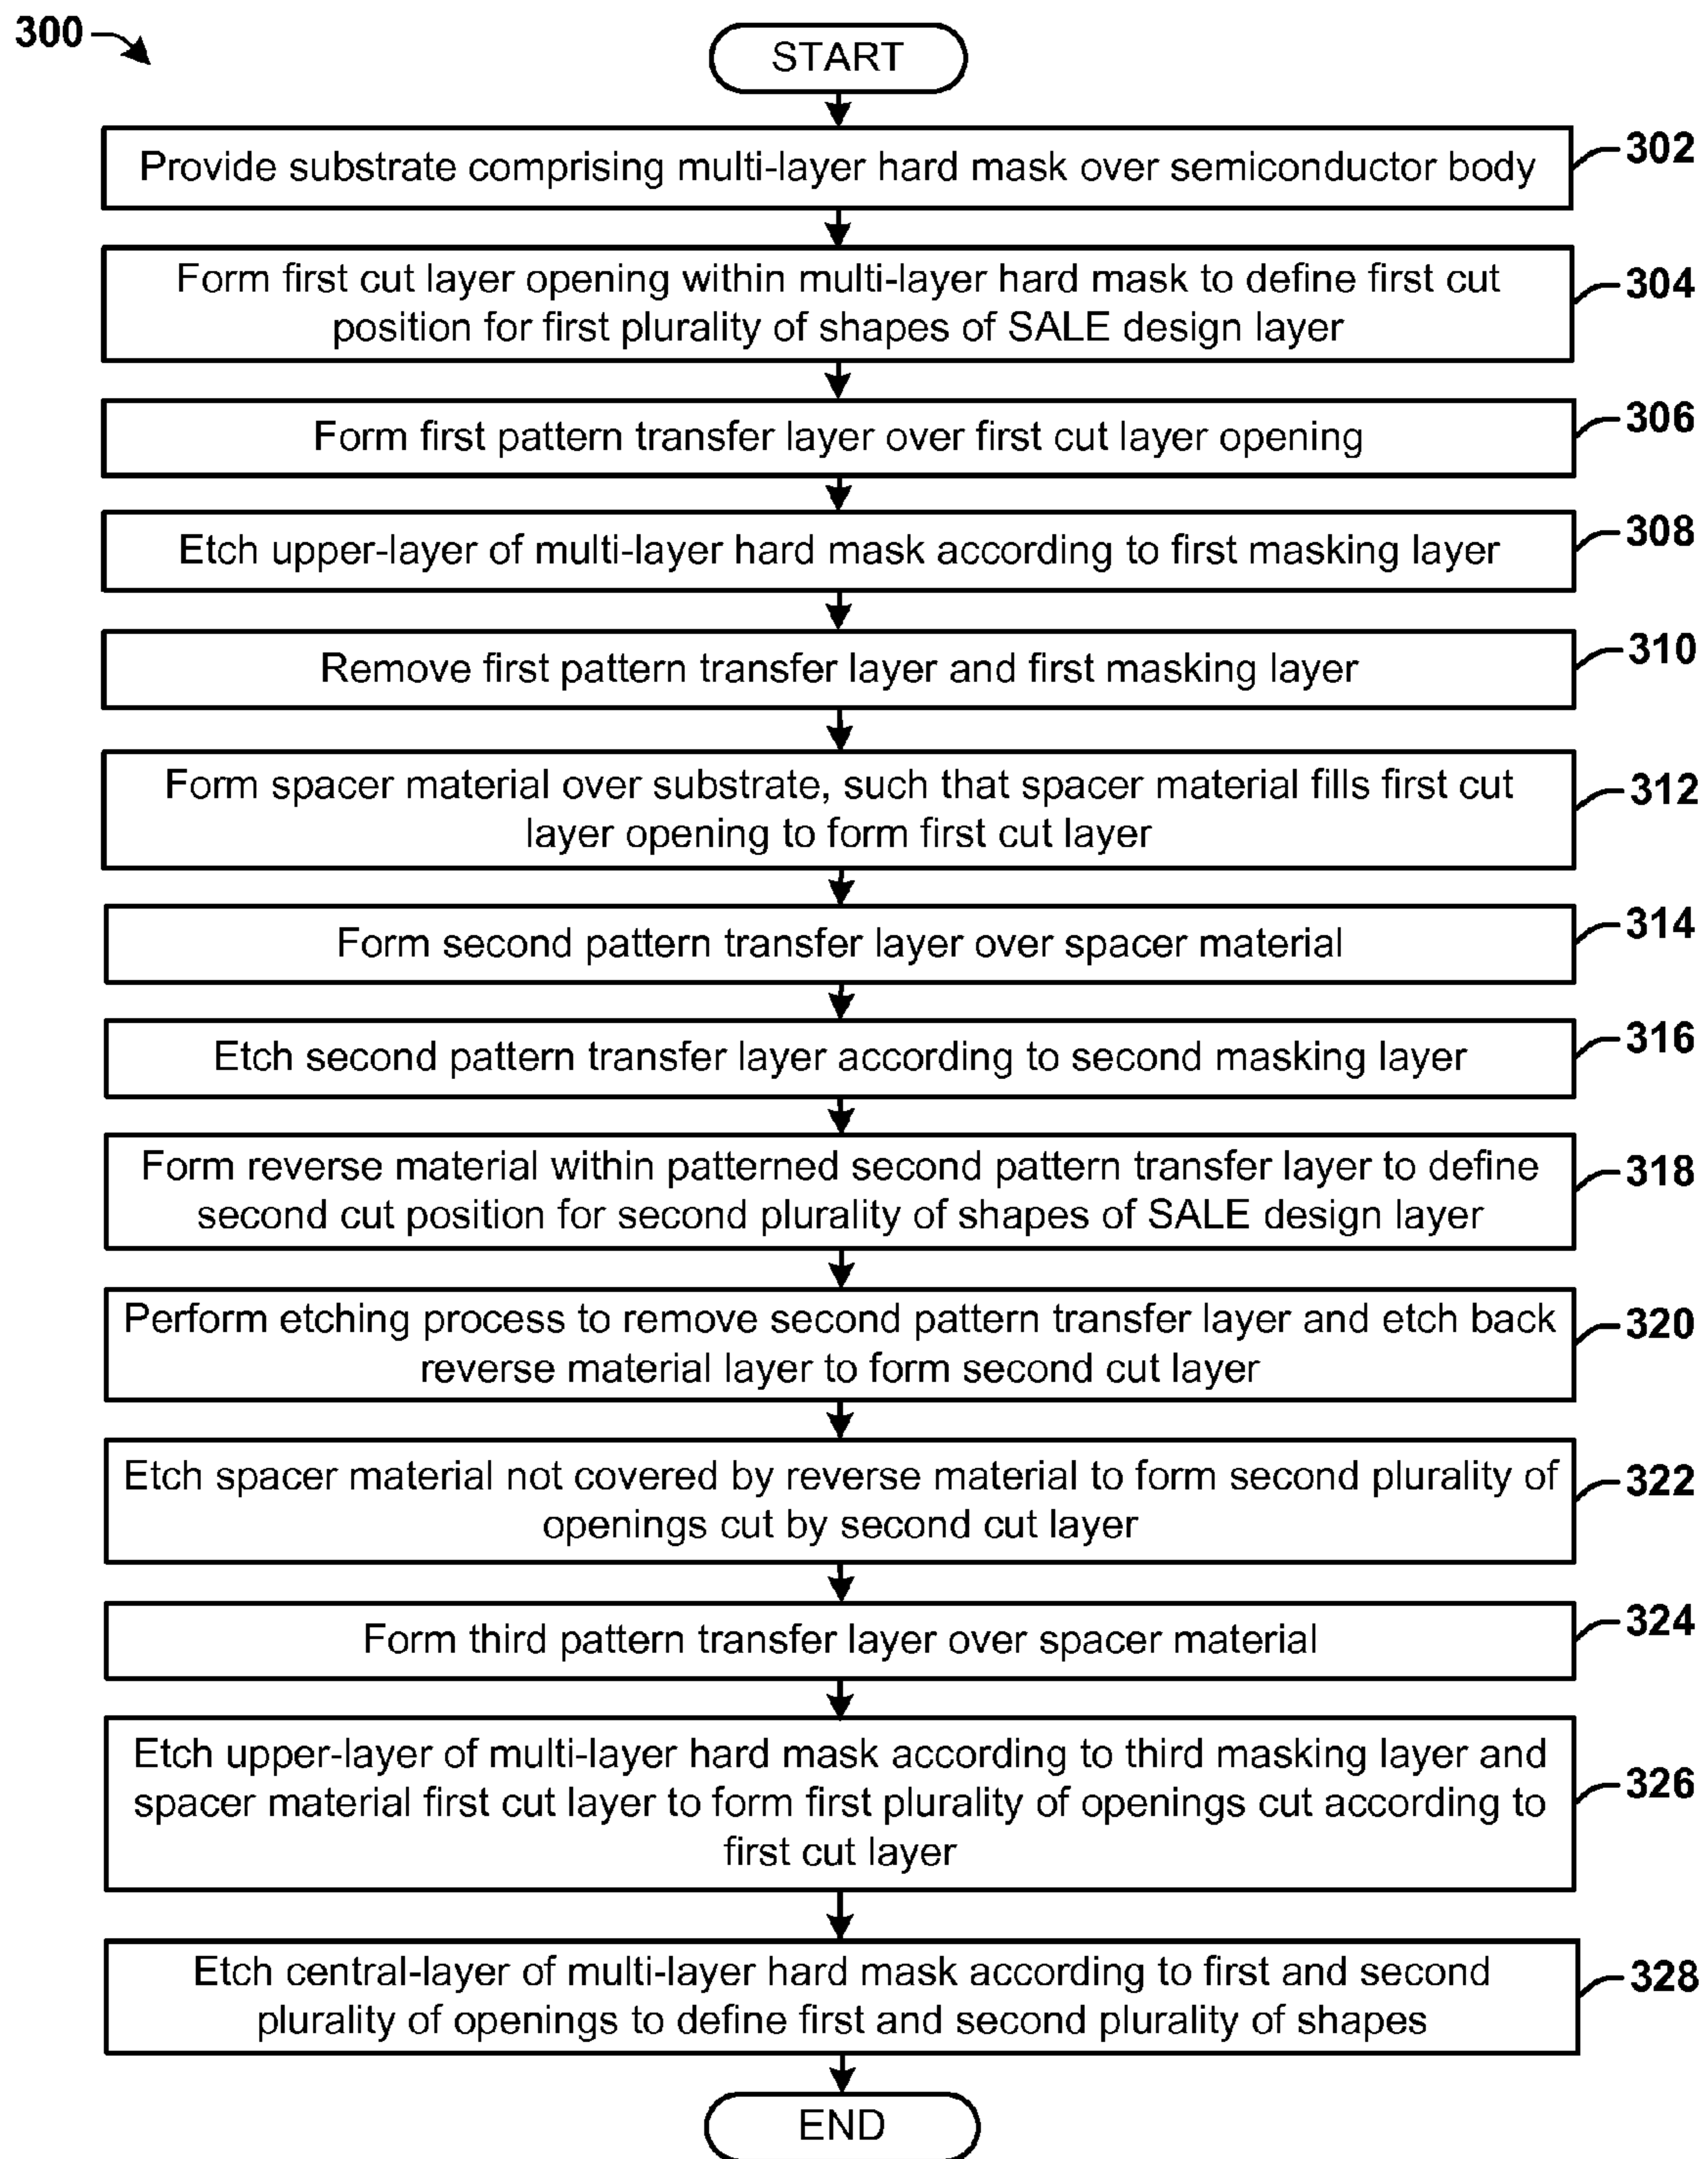 300
START
Provide substrate comprising multi-layer hard mask over semiconductor body
302
Form first cut layer opening within multi-layer hard mask to define first cut
position for first plurality of shapes of SALE design layer
304
Form first pattern transfer layer over first cut layer opening
306
Etch upper-layer of multi-layer hard mask according to first masking layer
308
Remove first pattern transfer layer and first masking layer
310
Form spacer material over substrate, such that spacer material fills first cut
layer opening to form first cut layer
312
Form second pattern transfer layer over spacer material
314
Etch second pattern transfer layer according to second masking layer
316
Form reverse material within patterned second pattern transfer layer to define
second cut position for second plurality of shapes of SALE design layer
318
Perform etching process to remove second pattern transfer layer and etch back
reverse material layer to form second cut layer
320
Etch spacer material not covered by reverse material to form second plurality of
openings cut by second cut layer
322
Form third pattern transfer layer over spacer material
324
Etch upper-layer of multi-layer hard mask according to third masking layer and
spacer material first cut layer to form first plurality of openings cut according to
first cut layer
326
Etch central-layer of multi-layer hard mask according to first and second
plurality of openings to define first and second plurality of shapes
328
END